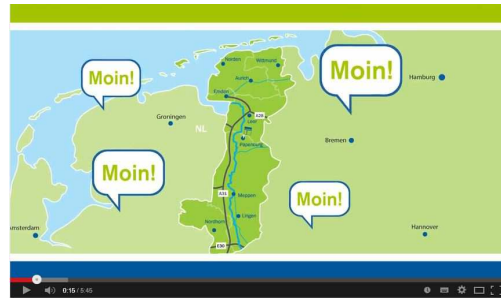 Norden
Wittmund
Aurich
Moin!
Moin!
Hamburg
Emden
Groningen
A28
Leer
NL
Papenburg
Bremen
Moin!
A31
Meppen
Moin!
Lingen
Nordhorn
Amsterdam
Hannover
E30
0:15 / 5:45